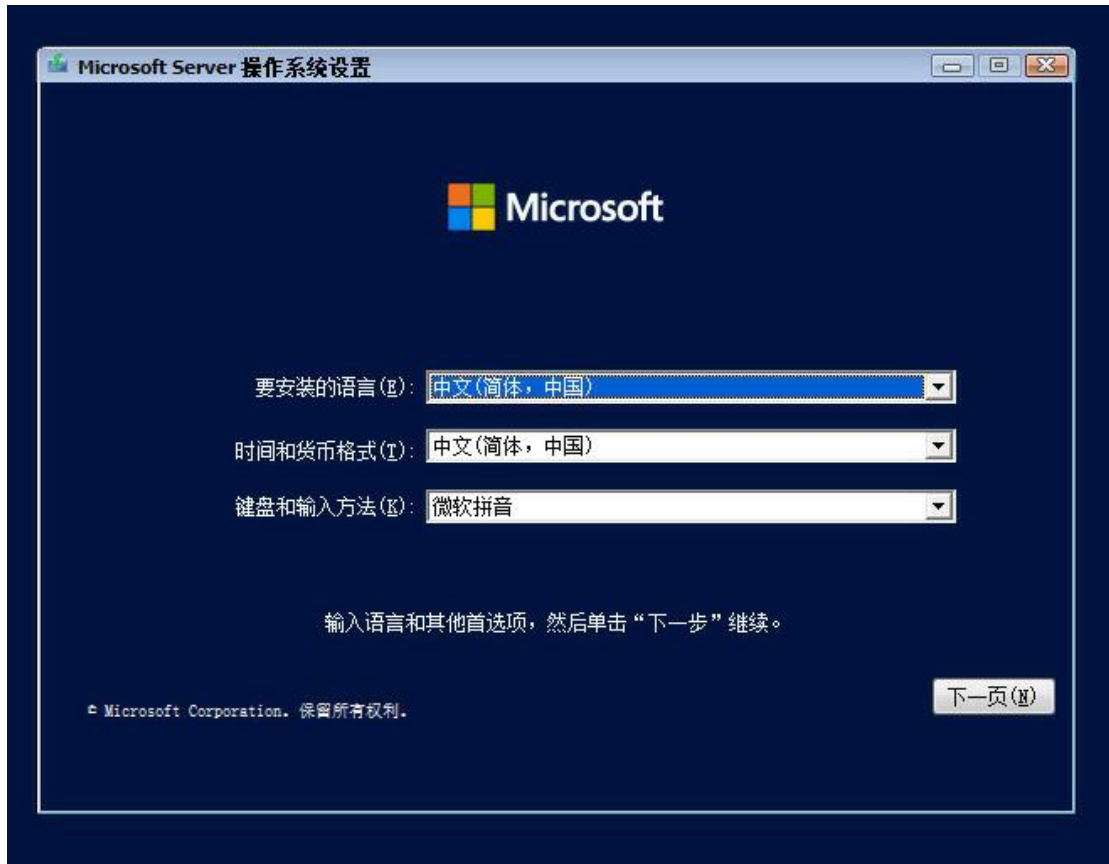 Microsoft Server 操作系统设置
Microsoft
要安装的语言(E): 中文(简体，中国)
时间和货币格式(T): 中文(简体，中国)
键盘和输入方法(K): 微软拼音
输入语言和其他首选项，然后单击“下一步”继续。
© Microsoft Corporation。保留所有权利。
下一页(N)